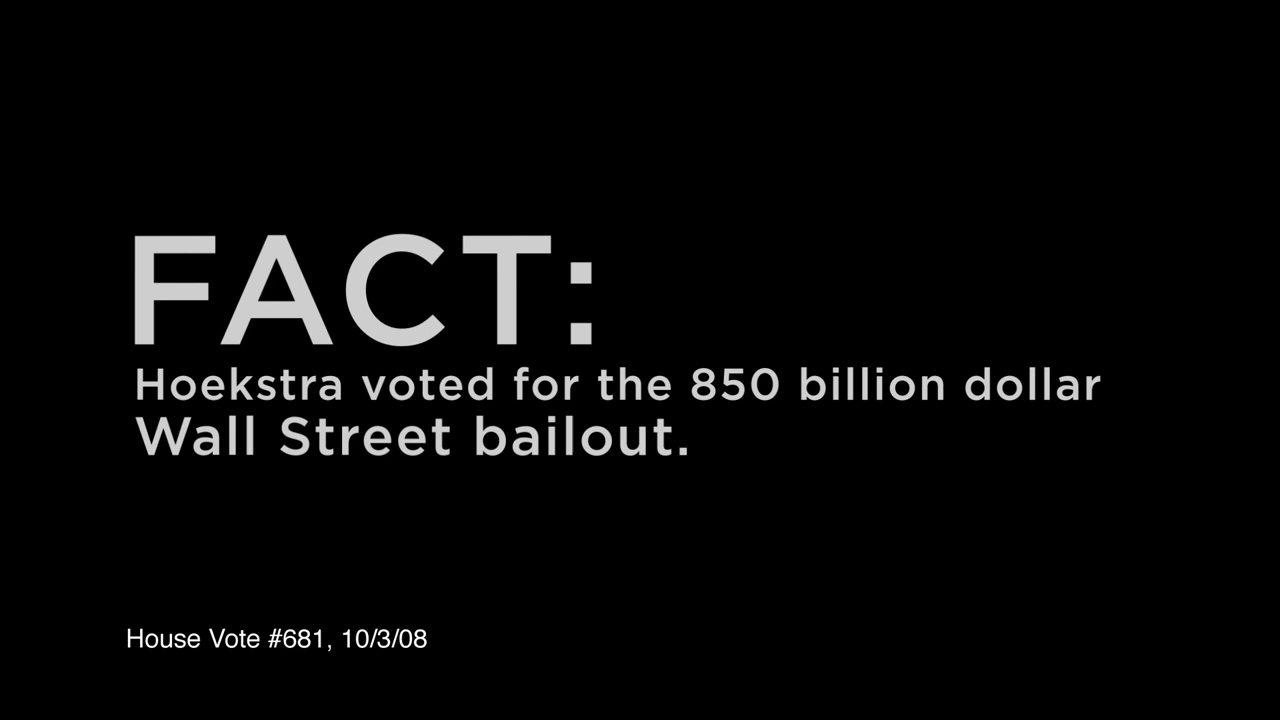 FACT:
Hoekstra voted for the 850 billion dollar
Wall Street bailout.
House Vote #681, 10/3/08